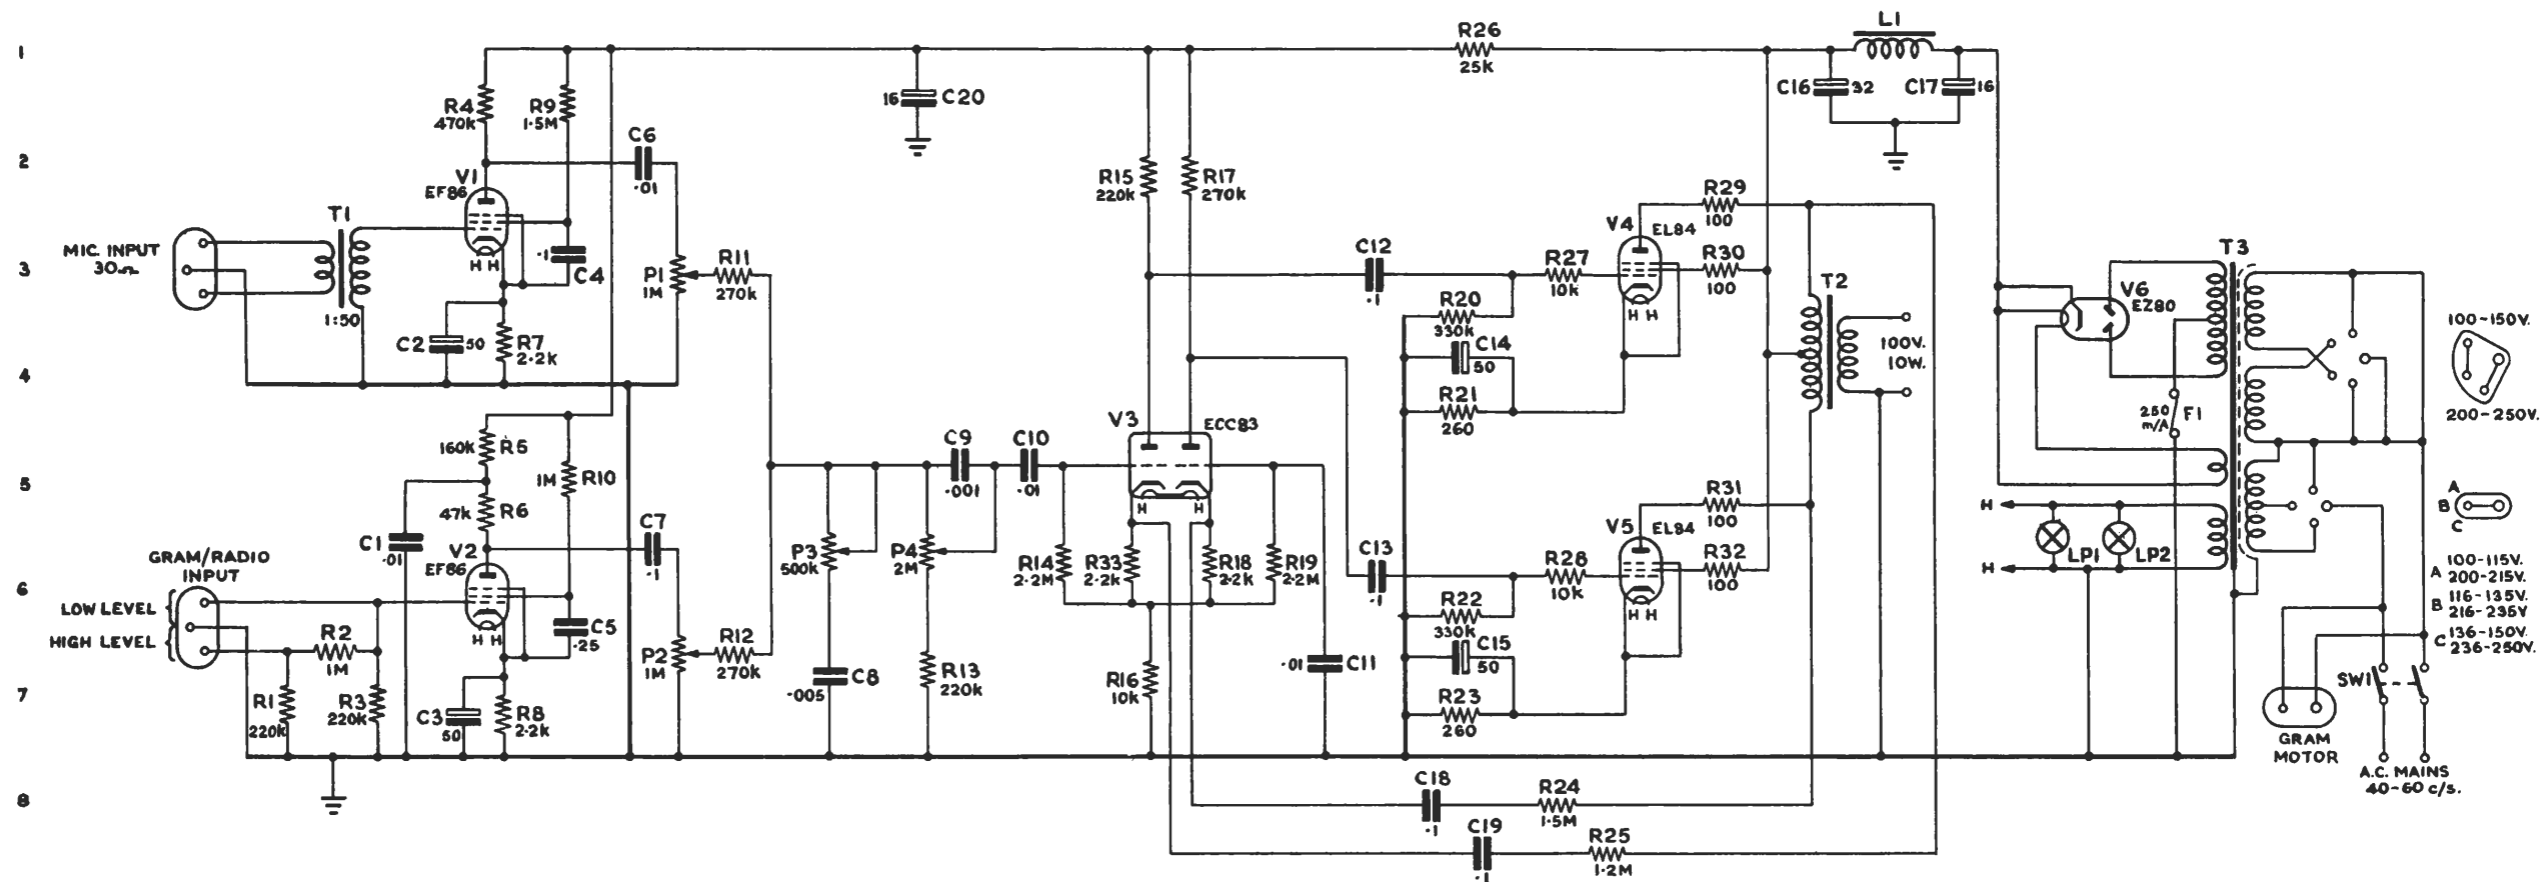 1
2
3
4
5
6
7
8
MIC. INPUT
30Ω
T1
1:50
R4
470k
R9
1·5M
C6
·01
V1
EF86
H H
·1
C4
C2
50
R7
2·2k
P1
1M
R11
270k
16
C20
GRAM/RADIO
INPUT
LOW LEVEL
HIGH LEVEL
R1
220k
R2
1M
R3
220k
160k
R5
1M
R10
47k
R6
C1
·01
V2
EF86
H H
C7
·1
C5
·25
C3
50
R8
2·2k
P2
1M
R12
270k
P3
500k
C8
·005
P4
2M
R13
220k
C9
·001
C10
·01
R15
220k
R17
270k
V3
ECC83
H
H
R14
2·2M
R33
2·2k
R18
2·2k
R19
2·2M
R16
10k
·01
C11
R26
25k
C12
·1
R27
10k
R20
330k
C14
50
R21
260
V4
EL84
H H
R29
100
R30
100
C13
·1
R28
10k
R22
330k
C15
50
R23
260
V5
EL84
H H
R31
100
R32
100
C18
·1
R24
1·5M
C19
·1
R25
1·2M
L1
C16
32
C17
16
T2
100V.
10W.
V6
EZ80
T3
250
m/A
F1
H
H
LP1
LP2
GRAM
MOTOR
SW1
A.C. MAINS
40-60 c/s.
100-150V.
200-250V.
A
B
C
A
100-115V.
200-215V.
B
116-135V.
216-235V
C
136-150V.
236-250V.